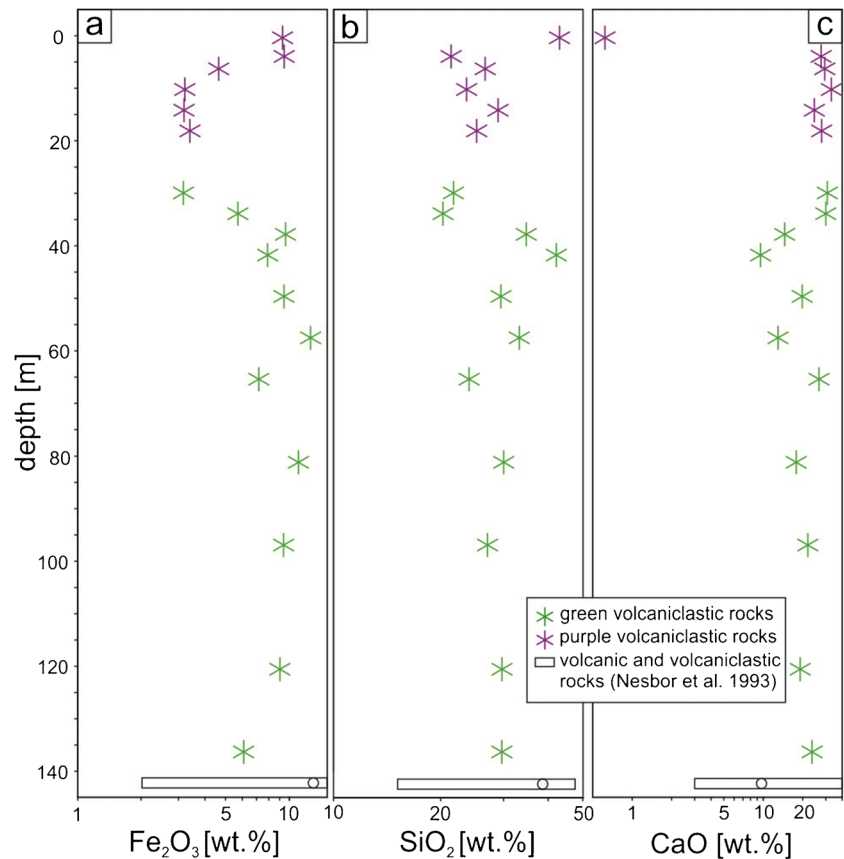 a
b
c
0
20
40
60
80
100
120
140
depth [m]
green volcaniclastic rocks
purple volcaniclastic rocks
volcanic and volcaniclastic
rocks (Nesbor et al. 1993)
1 5 10
10 20 50
1 5 10 20
Fe₂O₃ [wt.%]
SiO₂ [wt.%]
CaO [wt.%]